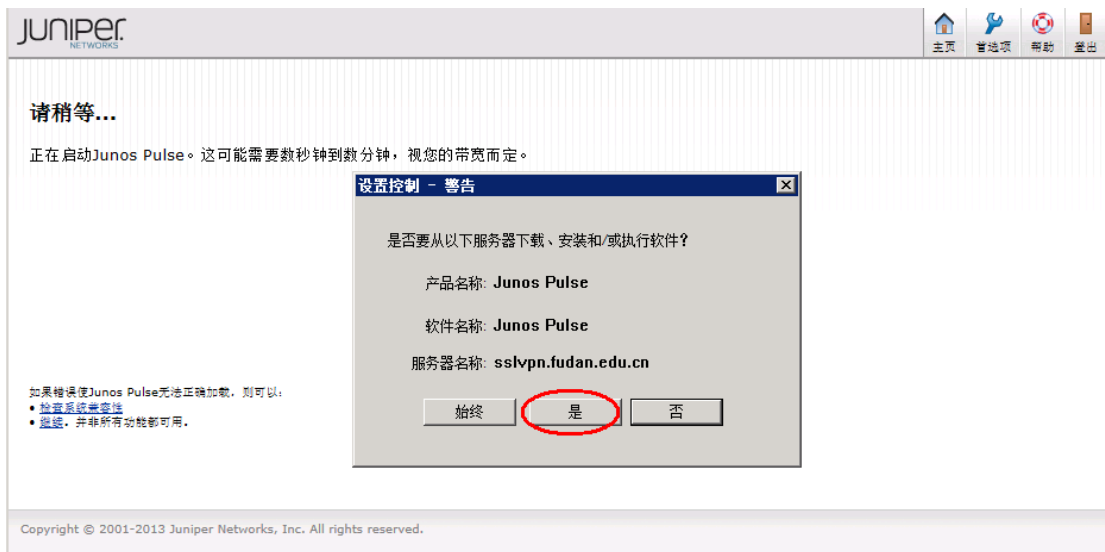 JUNIPER
NETWORKS
主页 首选项 帮助 登出
请稍等...
正在启动Junos Pulse。这可能需要数秒钟到数分钟，视您的带宽而定。
设置控制 - 警告
是否要从以下服务器下载、安装和/或执行软件？
产品名称: Junos Pulse
软件名称: Junos Pulse
服务器名称: sslvpn.fudan.edu.cn
始终 是 否
如果错误使Junos Pulse无法正确加载，则可以:
• 检查系统兼容性
• 继续。并非所有功能都可用。
Copyright © 2001-2013 Juniper Networks, Inc. All rights reserved.